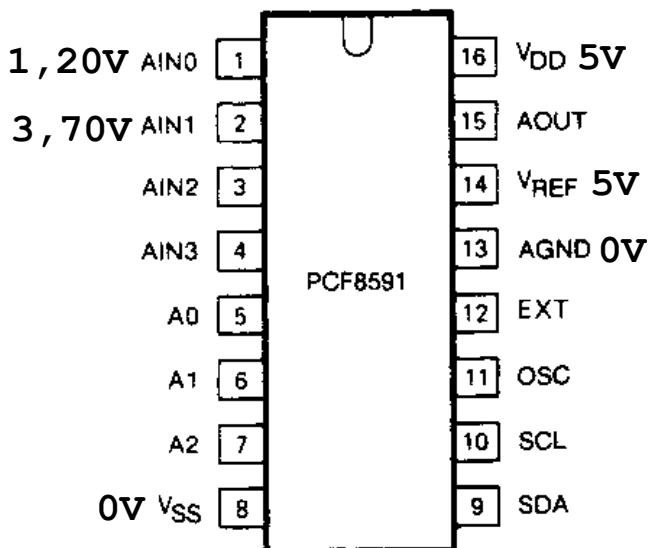 1,20V AIN0 1 16 VDD 5V
3,70V AIN1 2 15 AOUT
AIN2 3 14 VREF 5V
AIN3 4 13 AGND 0V
PCF8591
A0 5 12 EXT
A1 6 11 OSC
A2 7 10 SCL
0V VSS 8 9 SDA